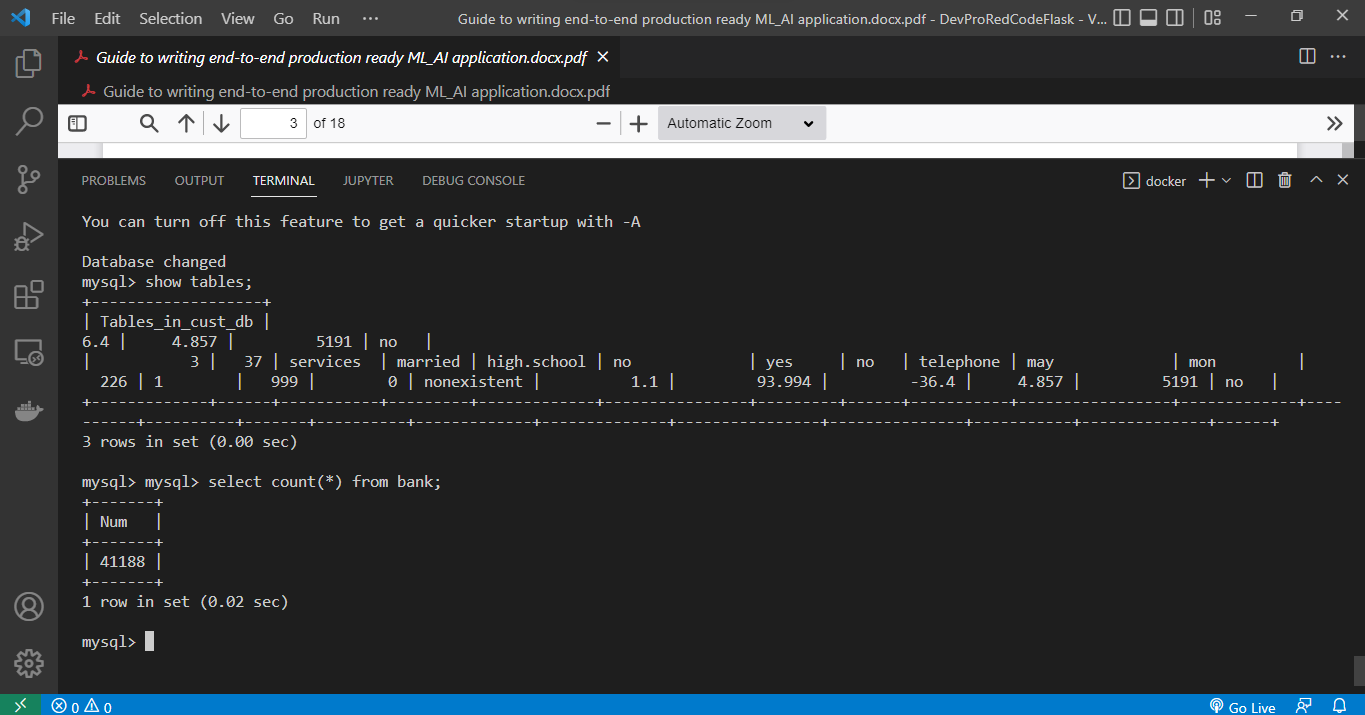 File Edit Selection View Go Run ··· Guide to writing end-to-end production ready ML_AI application.docx.pdf - DevProRedCodeFlask - V...
Guide to writing end-to-end production ready ML_AI application.docx.pdf
Guide to writing end-to-end production ready ML_AI application.docx.pdf
3 of 18 Automatic Zoom
PROBLEMS OUTPUT TERMINAL JUPYTER DEBUG CONSOLE docker
You can turn off this feature to get a quicker startup with -A
Database changed
mysql> show tables;
+-------------------+
| Tables_in_cust_db |
6.4 | 4.857 | 5191 | no |
| 3 | 37 | services | married | high.school | no | yes | no | telephone | may | mon |
226 | 1 | 999 | 0 | nonexistent | 1.1 | 93.994 | -36.4 | 4.857 | 5191 | no |
+--------------+------+-----------+---------+-------------+----------------+---------+------+-----------+-----------------+-------------+----
------+----------+-------+----------+-------------+--------------+----------------+---------------+-----------+--------------+------+
3 rows in set (0.00 sec)
mysql> mysql> select count(*) from bank;
+-------+
| Num |
+-------+
| 41188 |
+-------+
1 row in set (0.02 sec)
mysql>
0 0 Go Live